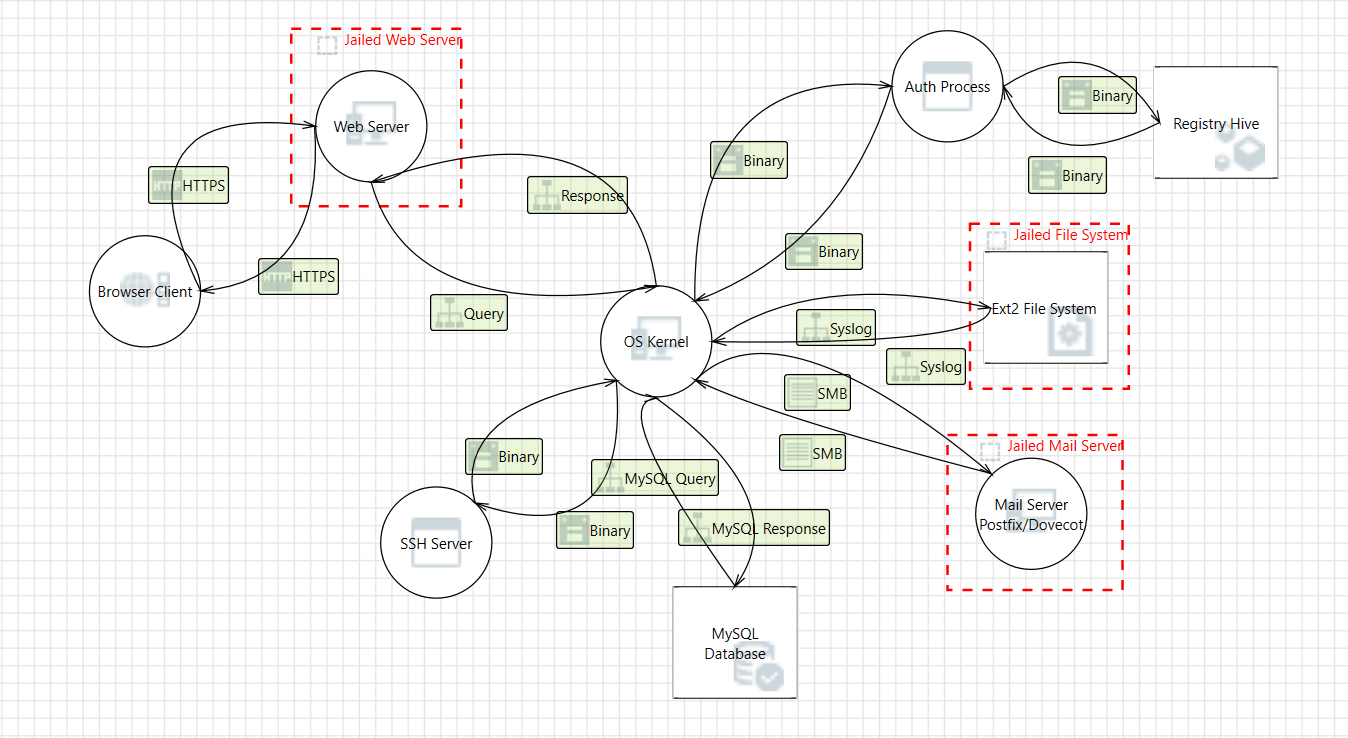 Jailed Web Server
Web Server
HTTP HTTPS
HTTP HTTPS
Browser Client
Response
Query
OS Kernel
Binary
Binary
Auth Process
Binary
Binary
Registry Hive
Jailed File System
Ext2 File System
Syslog
Syslog
SMB
SMB
Jailed Mail Server
Mail Server
Postfix/Dovecot
Binary
Binary
SSH Server
MySQL Query
MySQL Response
MySQL
Database